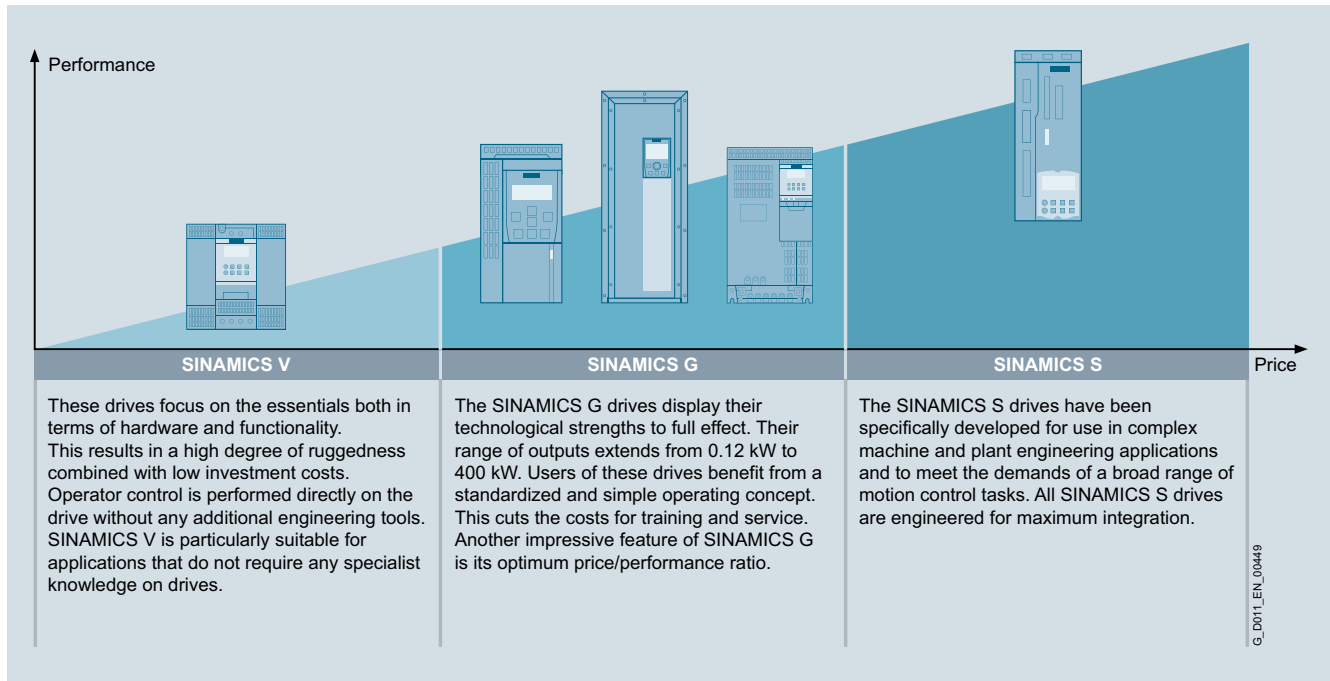 Performance
SINAMICS V
SINAMICS G
SINAMICS S
Price
These drives focus on the essentials both in
terms of hardware and functionality.
This results in a high degree of ruggedness
combined with low investment costs.
Operator control is performed directly on the
drive without any additional engineering tools.
SINAMICS V is particularly suitable for
applications that do not require any specialist
knowledge on drives.
The SINAMICS G drives display their
technological strengths to full effect. Their
range of outputs extends from 0.12 kW to
400 kW. Users of these drives benefit from a
standardized and simple operating concept.
This cuts the costs for training and service.
Another impressive feature of SINAMICS G
is its optimum price/performance ratio.
The SINAMICS S drives have been
specifically developed for use in complex
machine and plant engineering applications
and to meet the demands of a broad range of
motion control tasks. All SINAMICS S drives
are engineered for maximum integration.
G_D011_EN_00449